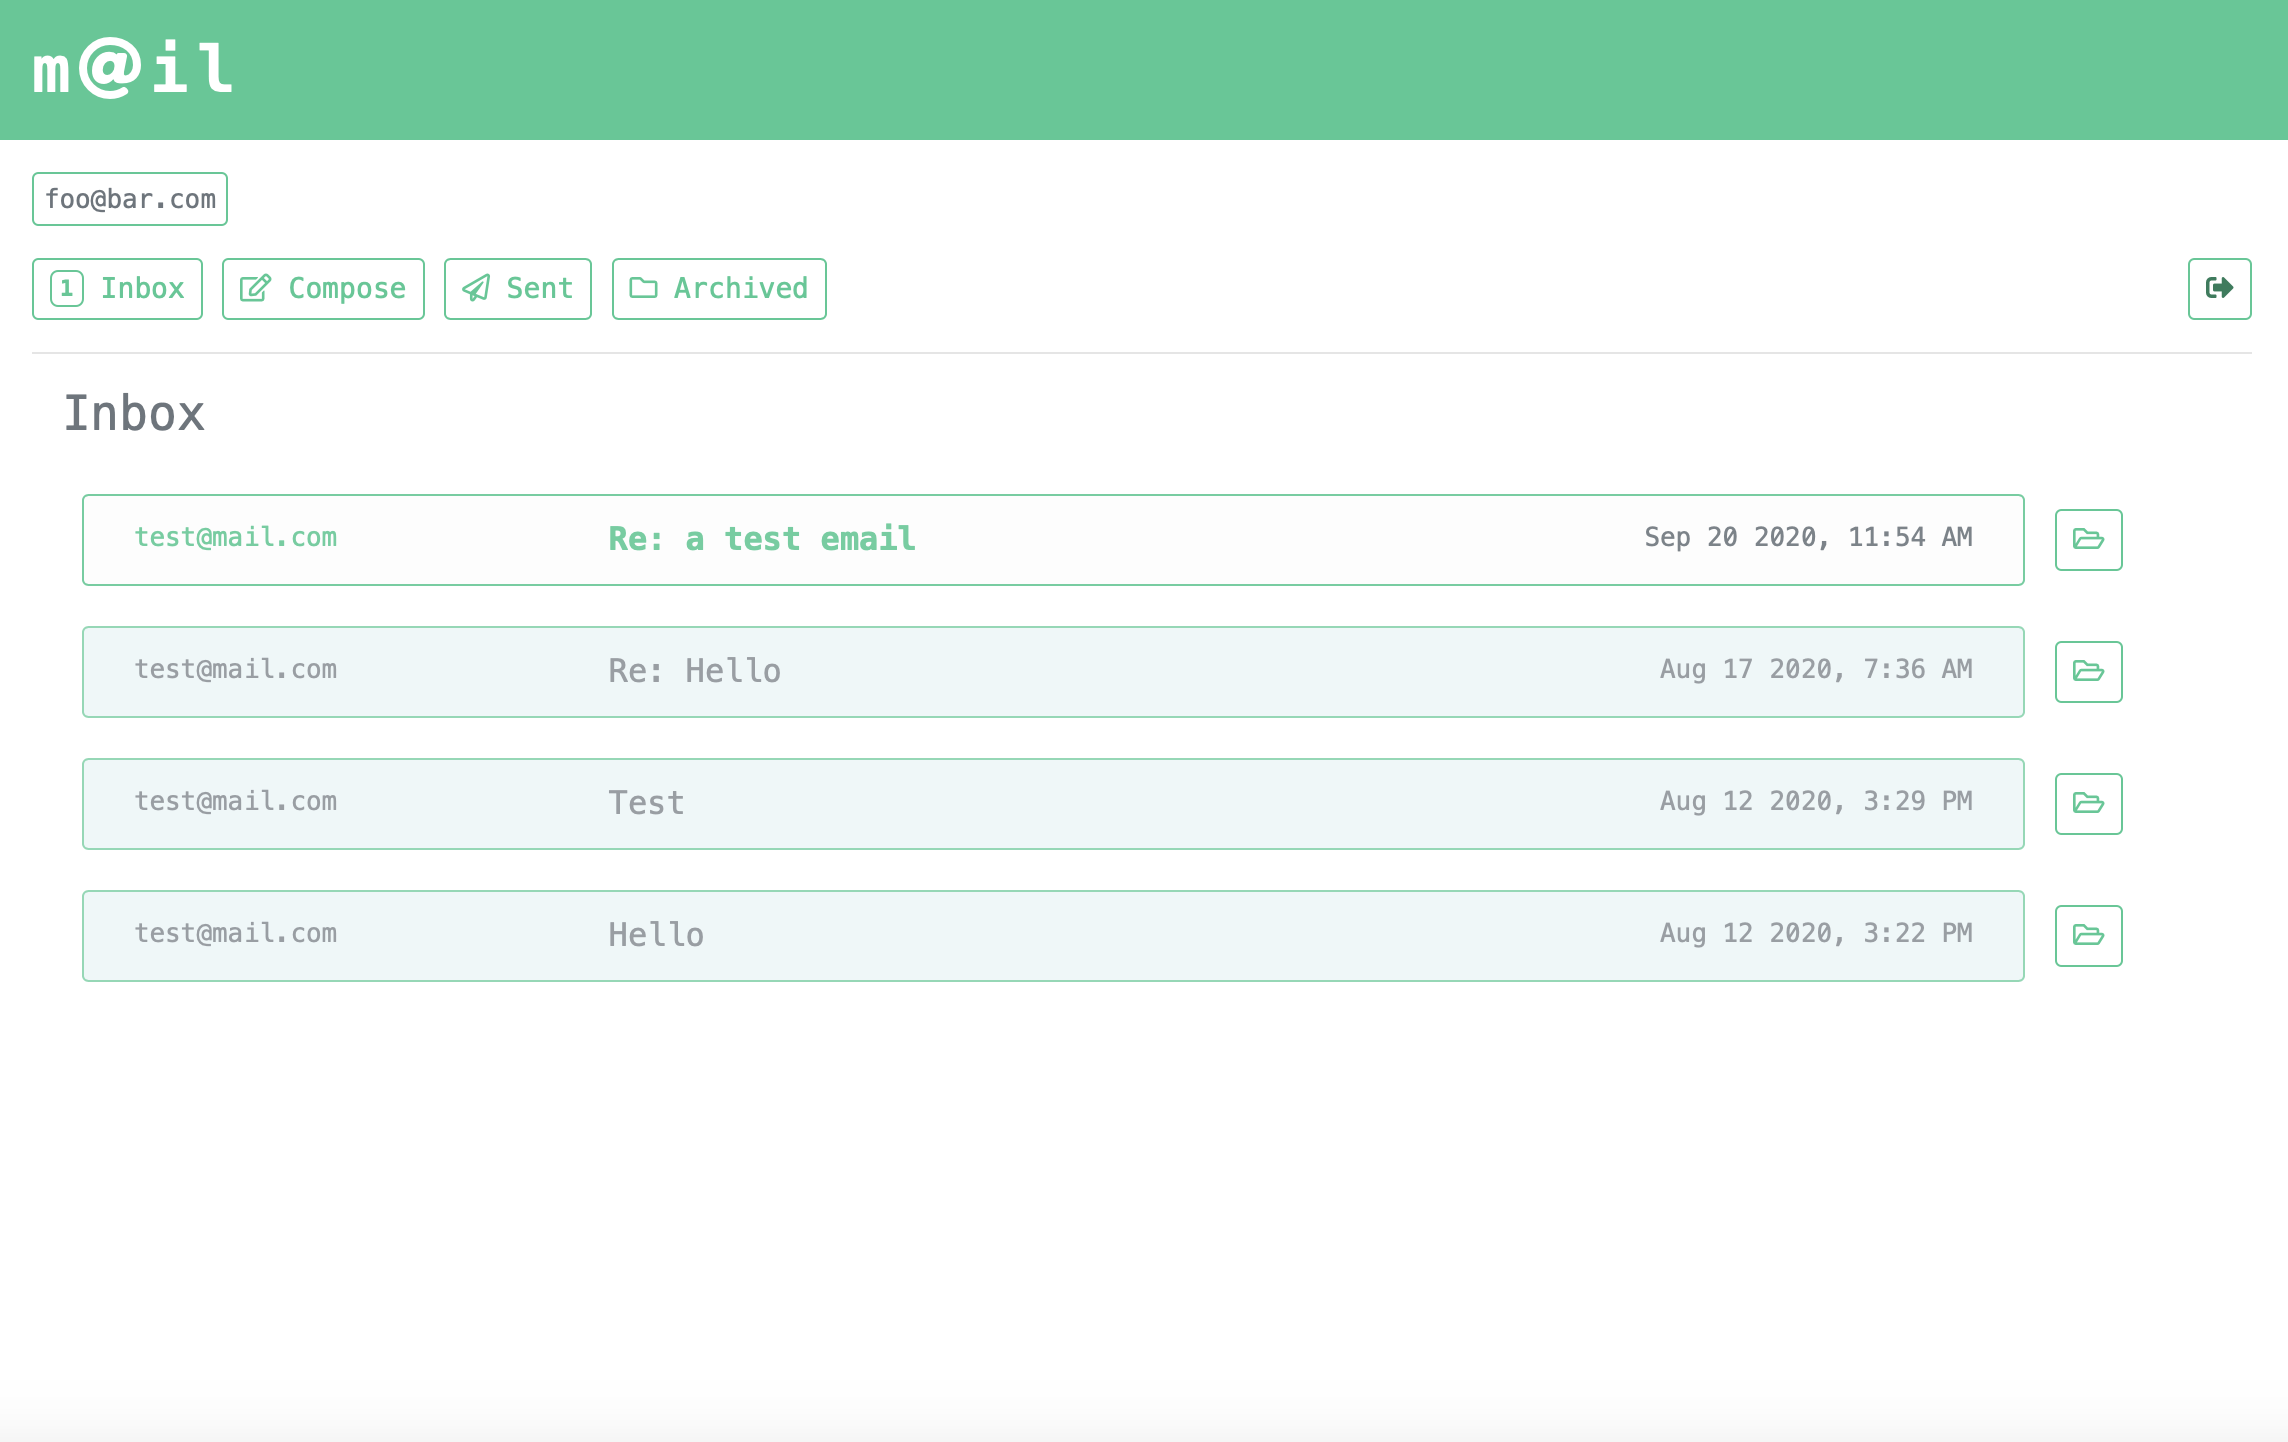 m@il
foo@bar.com
1 Inbox Compose Sent Archived
Inbox
test@mail.com Re: a test email Sep 20 2020, 11:54 AM
test@mail.com Re: Hello Aug 17 2020, 7:36 AM
test@mail.com Test Aug 12 2020, 3:29 PM
test@mail.com Hello Aug 12 2020, 3:22 PM